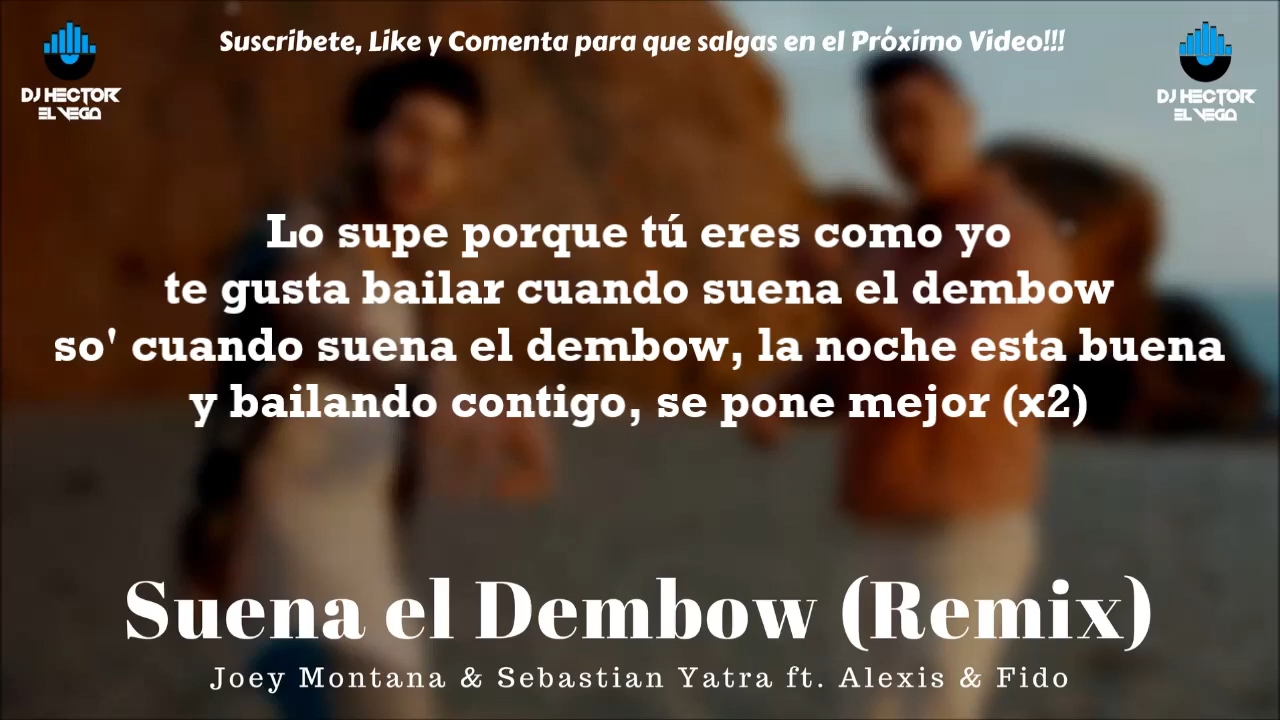 Suscribete, Like y Comenta para que salgas en el Próximo Video!!!
DJ HECTOR
EL VEGO
DJ HECTOR
EL VEGO
Lo supe porque tú eres como yo
te gusta bailar cuando suena el dembow
so' cuando suena el dembow, la noche esta buena
y bailando contigo, se pone mejor (x2)
Suena el Dembow (Remix)
Joey Montana & Sebastian Yatra ft. Alexis & Fido